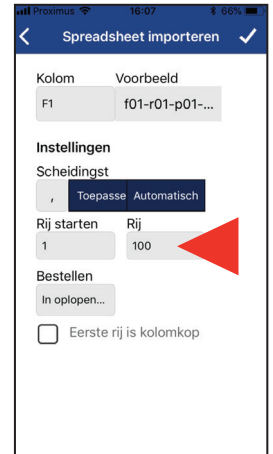 Proximus 16:07 66%
Spreadsheet importeren
Kolom Voorbeeld
F1 f01-r01-p01-...
Instellingen
Scheidingst
, Toepasse Automatisch
Rij starten Rij
1 100
Bestellen
In oplopen...
Eerste rij is kolomkop